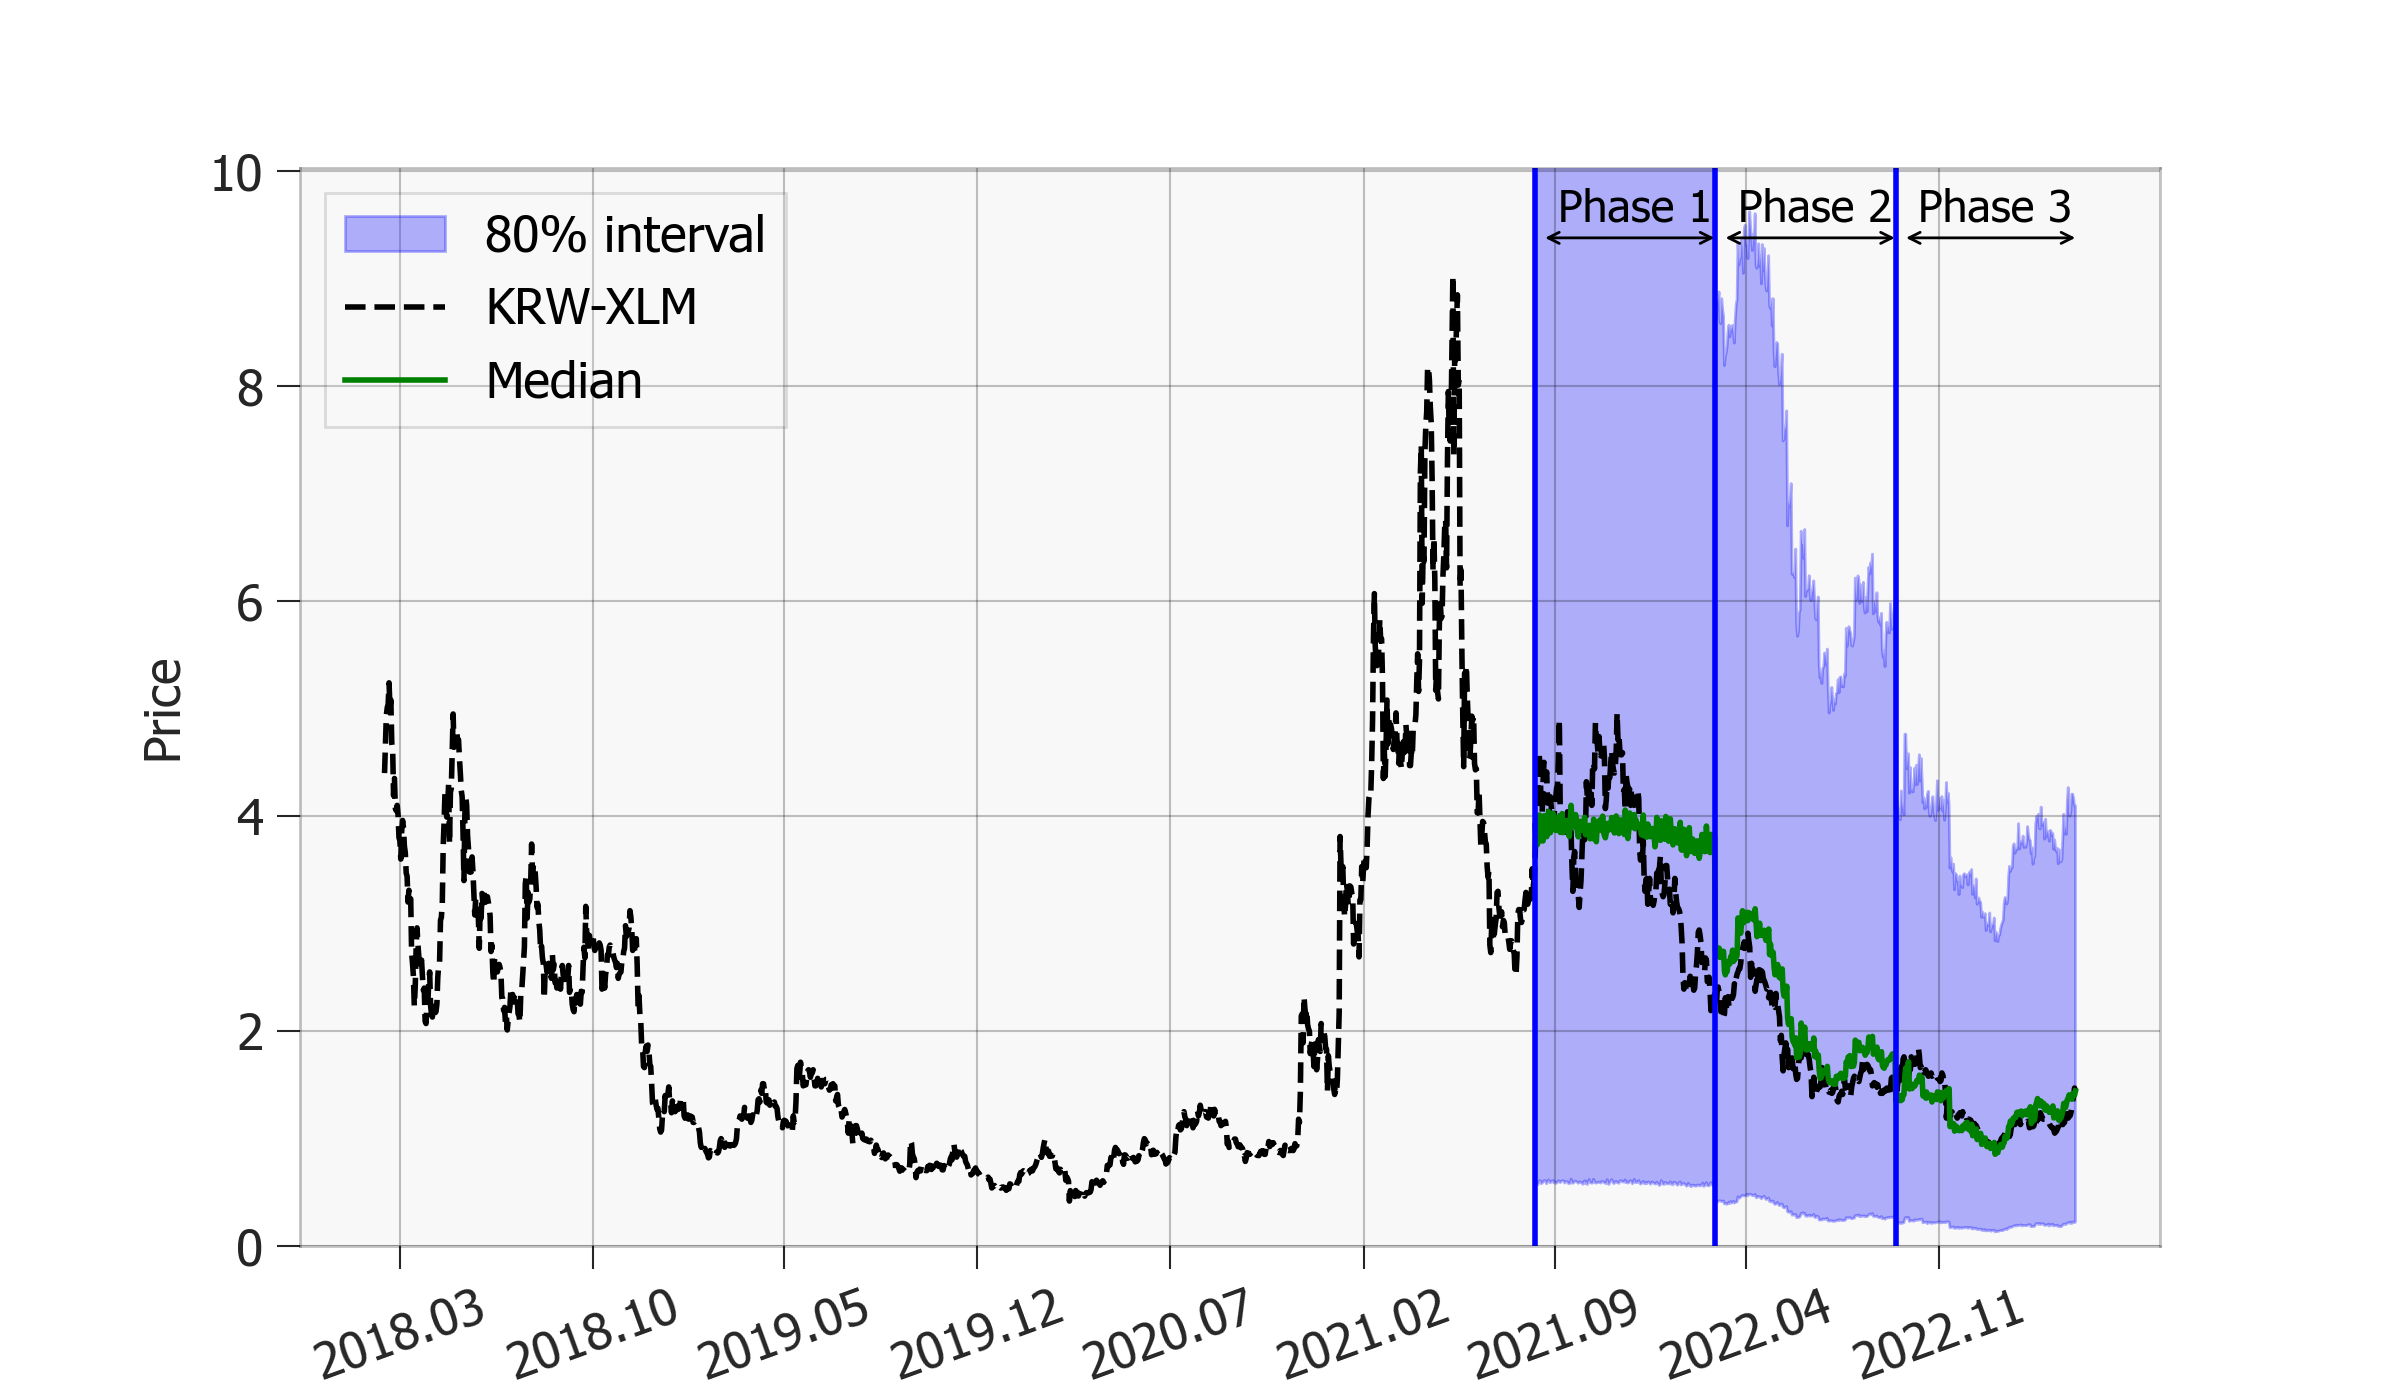 10
8
6
4
2
0
Price
80% interval
KRW-XLM
Median
Phase 1
Phase 2
Phase 3
2018.03
2018.10
2019.05
2019.12
2020.07
2021.02
2021.09
2022.04
2022.11